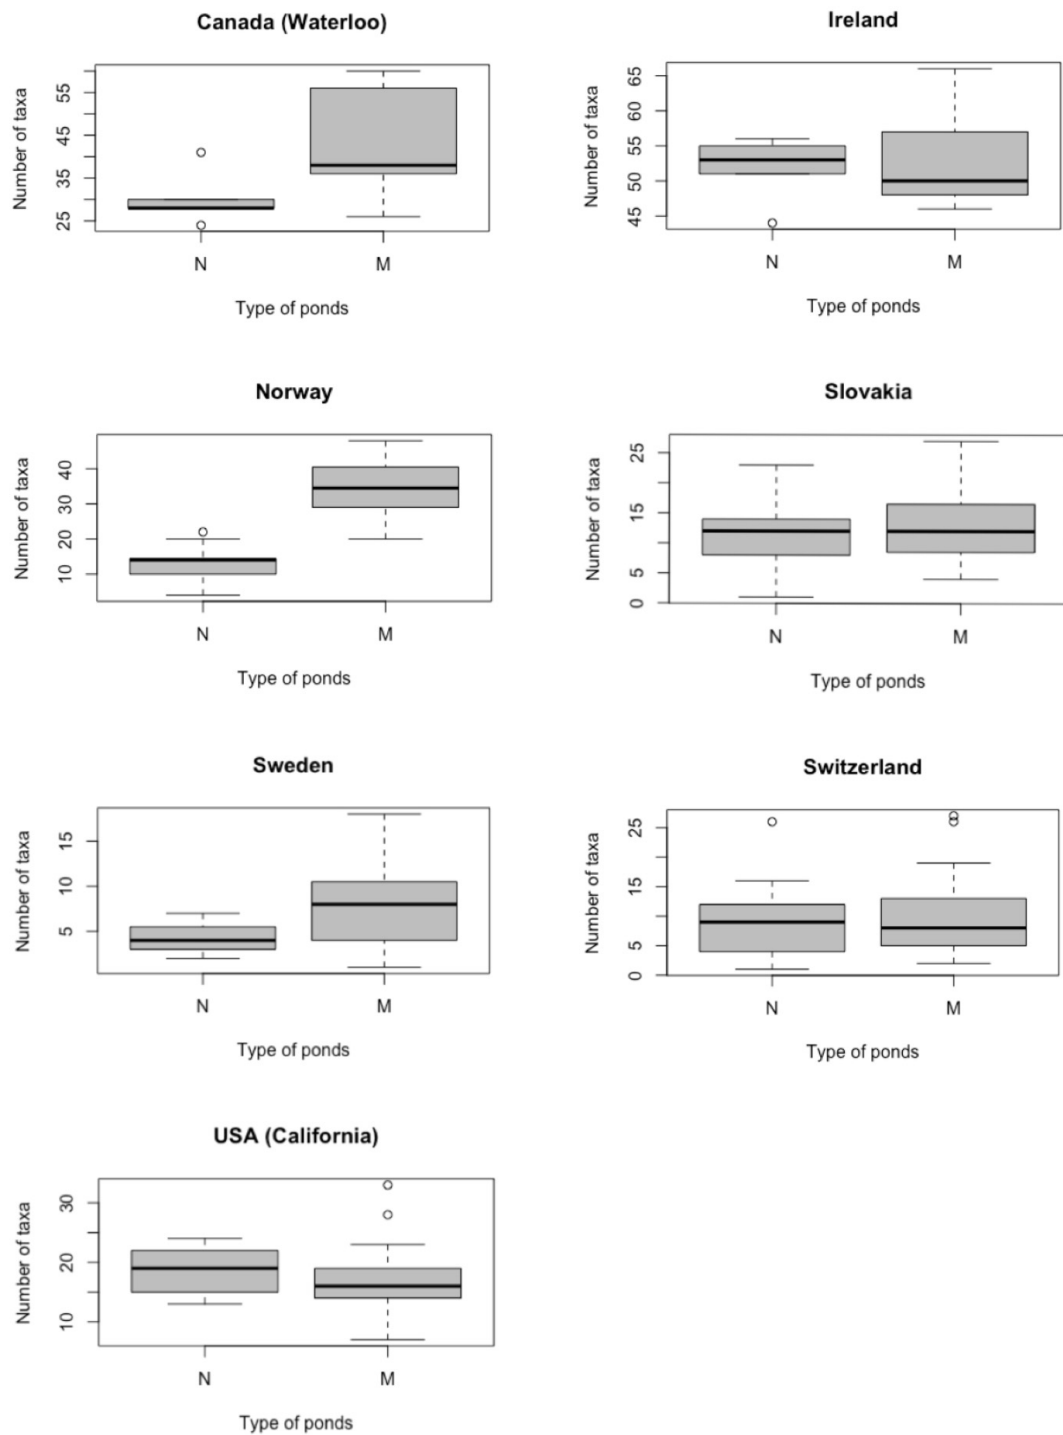 Canada (Waterloo)
Number of taxa
55
45
35
25
N M
Type of ponds
Ireland
Number of taxa
65
60
55
50
45
N M
Type of ponds
Norway
Number of taxa
40
30
20
10
N M
Type of ponds
Slovakia
Number of taxa
25
15
5
0
N M
Type of ponds
Sweden
Number of taxa
15
10
5
N M
Type of ponds
Switzerland
Number of taxa
25
15
5
0
N M
Type of ponds
USA (California)
Number of taxa
30
20
10
N M
Type of ponds